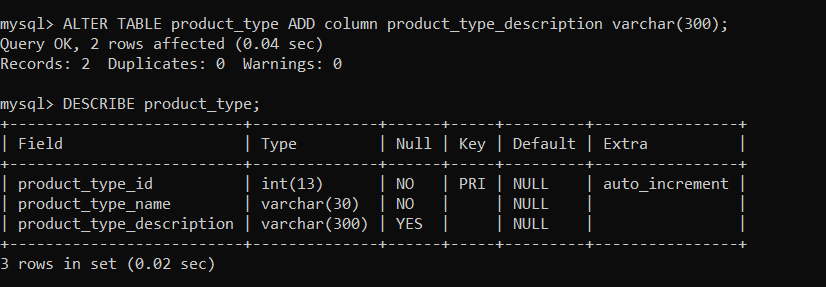 mysql> ALTER TABLE product_type ADD column product_type_description varchar(300);
Query OK, 2 rows affected (0.04 sec)
Records: 2  Duplicates: 0  Warnings: 0
mysql> DESCRIBE product_type;
+--------------------------+--------------+------+-----+---------+----------------+
| Field                    | Type         | Null | Key | Default | Extra          |
+--------------------------+--------------+------+-----+---------+----------------+
| product_type_id          | int(13)      | NO   | PRI | NULL    | auto_increment |
| product_type_name        | varchar(30)  | NO   |     | NULL    |                |
| product_type_description | varchar(300) | YES  |     | NULL    |                |
+--------------------------+--------------+------+-----+---------+----------------+
3 rows in set (0.02 sec)